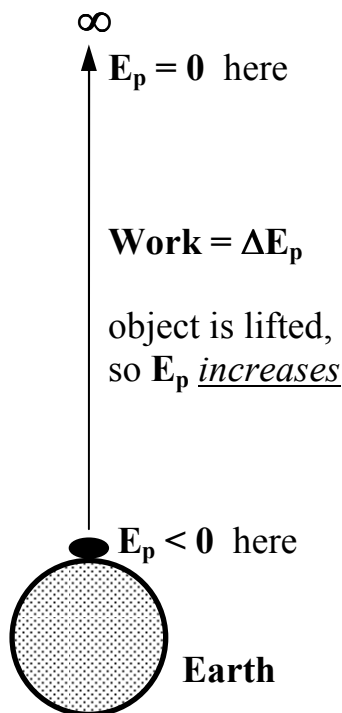 ∞
Eₚ = 0 here
Work = ΔEₚ
object is lifted,
so Eₚ increases
Eₚ < 0 here
Earth